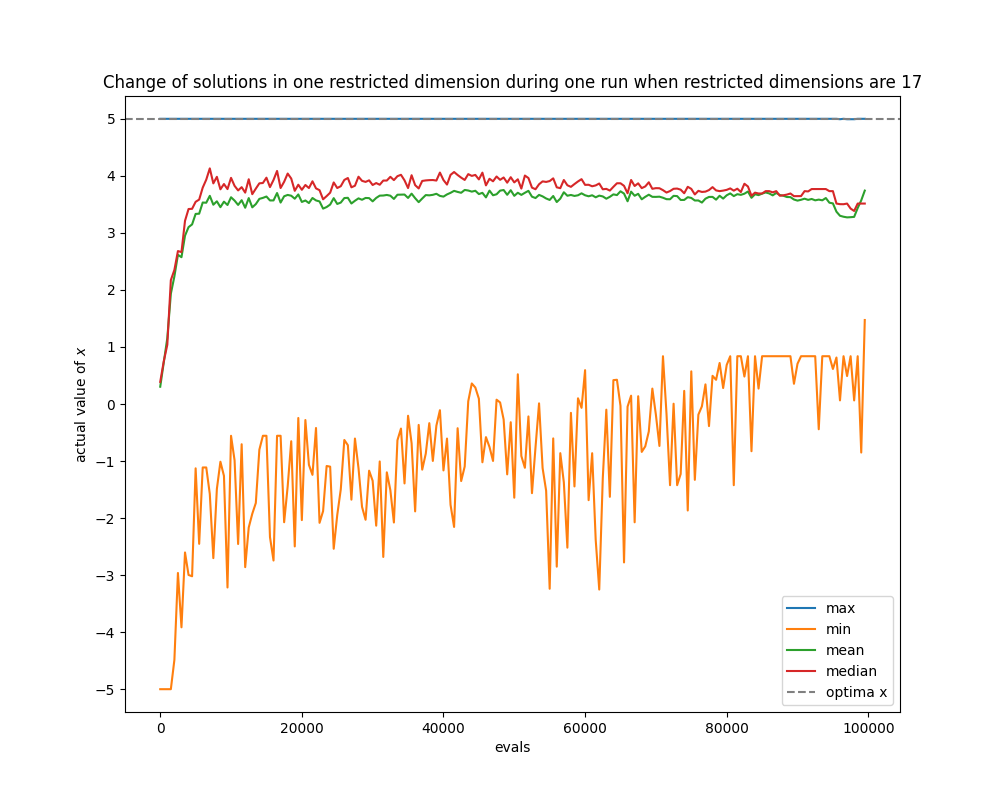 Change of solutions in one restricted dimension during one run when restricted dimensions are 17
actual value of x
5
4
3
2
1
0
−1
−2
−3
−4
−5
max
min
mean
median
optima x
0 20000 40000 60000 80000 100000
evals